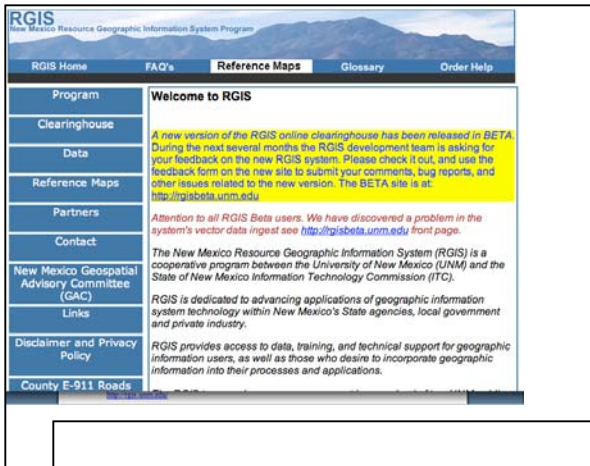 RGIS
New Mexico Resource Geographic Information System Program
RGIS Home FAQ's Reference Maps Glossary Order Help
Program
Clearinghouse
Data
Reference Maps
Partners
Contact
New Mexico Geospatial
Advisory Committee
(GAC)
Links
Disclaimer and Privacy
Policy
County E-911 Roads
Welcome to RGIS
A new version of the RGIS online clearinghouse has been released in BETA.
During the next several months the RGIS development team is asking for
your feedback on the new RGIS system. Please check it out, and use the
feedback form on the new site to submit your comments, bug reports, and
other issues related to the new version. The BETA site is at:
http://rgisbeta.unm.edu
Attention to all RGIS Beta users. We have discovered a problem in the
system's vector data ingest see http://rgisbeta.unm.edu front page.
The New Mexico Resource Geographic Information System (RGIS) is a
cooperative program between the University of New Mexico (UNM) and the
State of New Mexico Information Technology Commission (ITC).
RGIS is dedicated to advancing applications of geographic information
system technology within New Mexico's State agencies, local government
and private industry.
RGIS provides access to data, training, and technical support for geographic
information users, as well as those who desire to incorporate geographic
information into their processes and applications.